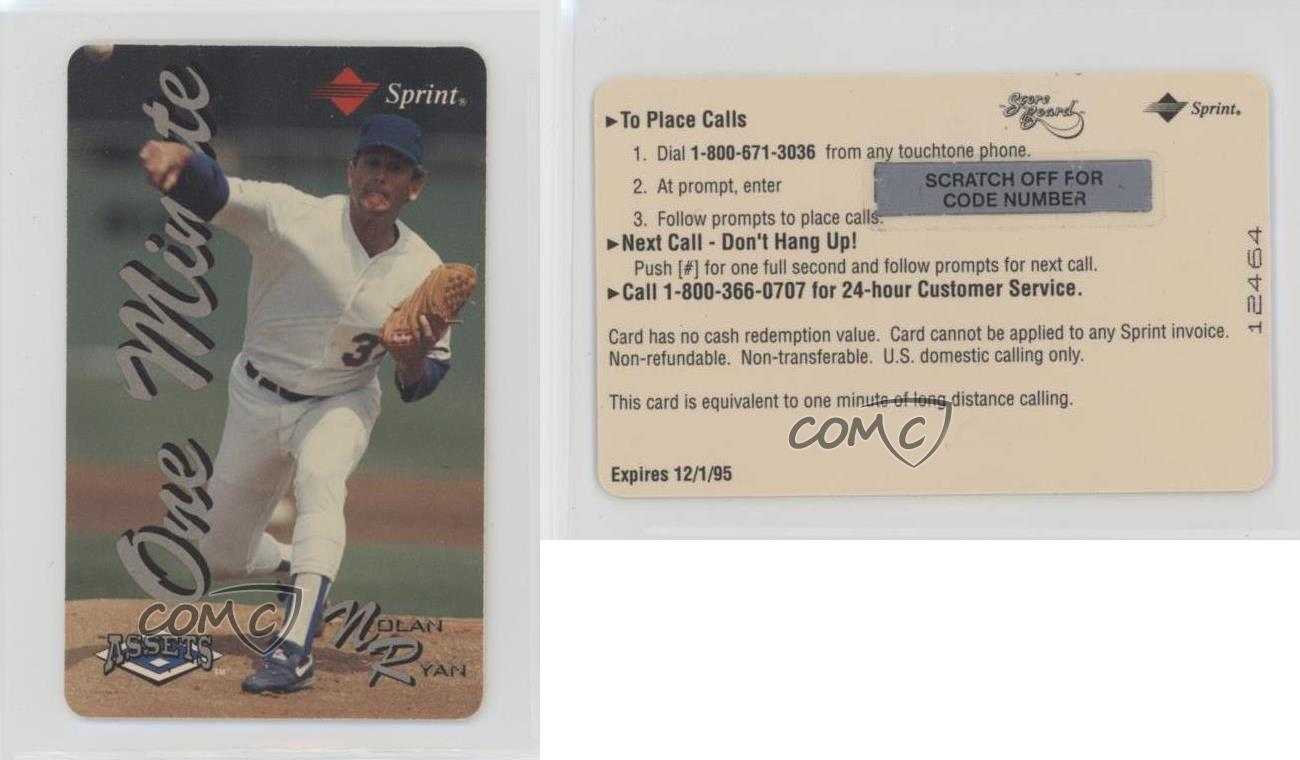 One Minute
Sprint®
3
COMC
ASSETS™
NOLAN
RYAN
Score Board
Sprint®
▸To Place Calls
1. Dial 1-800-671-3036 from any touchtone phone.
2. At prompt, enter
SCRATCH OFF FOR
CODE NUMBER
3. Follow prompts to place calls.
▸Next Call - Don't Hang Up!
Push [#] for one full second and follow prompts for next call.
▸Call 1-800-366-0707 for 24-hour Customer Service.
12464
Card has no cash redemption value. Card cannot be applied to any Sprint invoice.
Non-refundable. Non-transferable. U.S. domestic calling only.
This card is equivalent to one minute of long distance calling.
COMC
Expires 12/1/95